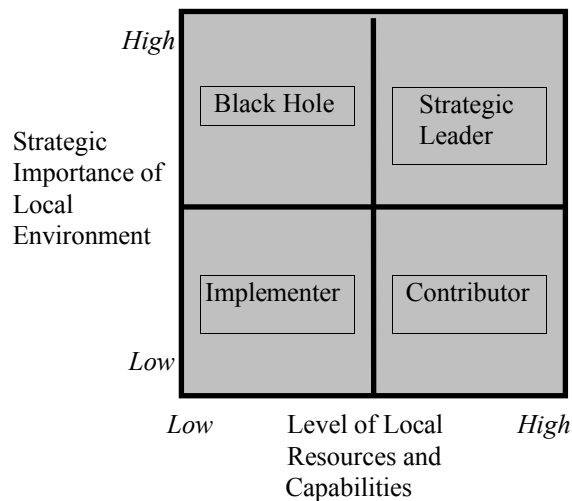 High
Black Hole
Strategic
Leader
Strategic
Importance of
Local
Environment
Implementer
Contributor
Low
Low
Level of Local
Resources and
Capabilities
High